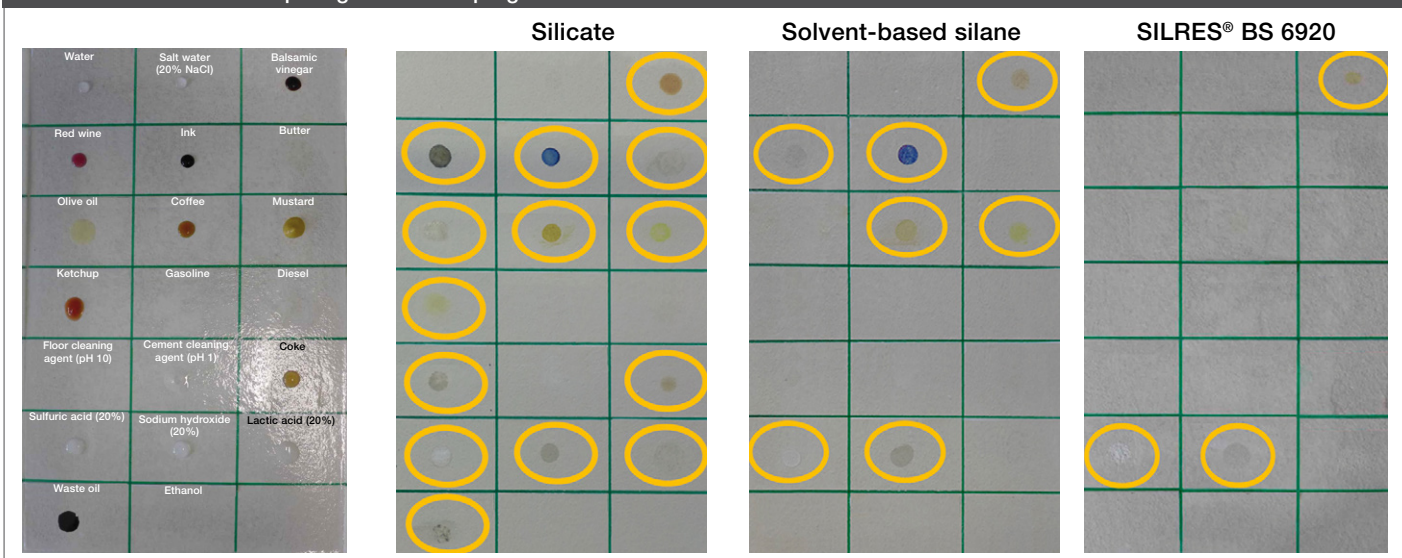 Silicate
Solvent-based silane
SILRES® BS 6920
Water
Salt water
(20% NaCl)
Balsamic
vinegar
Red wine
Ink
Butter
Olive oil
Coffee
Mustard
Ketchup
Gasoline
Diesel
Floor cleaning
agent (pH 10)
Cement cleaning
agent (pH 1)
Coke
Sulfuric acid (20%)
Sodium hydroxide
(20%)
Lactic acid (20%)
Waste oil
Ethanol